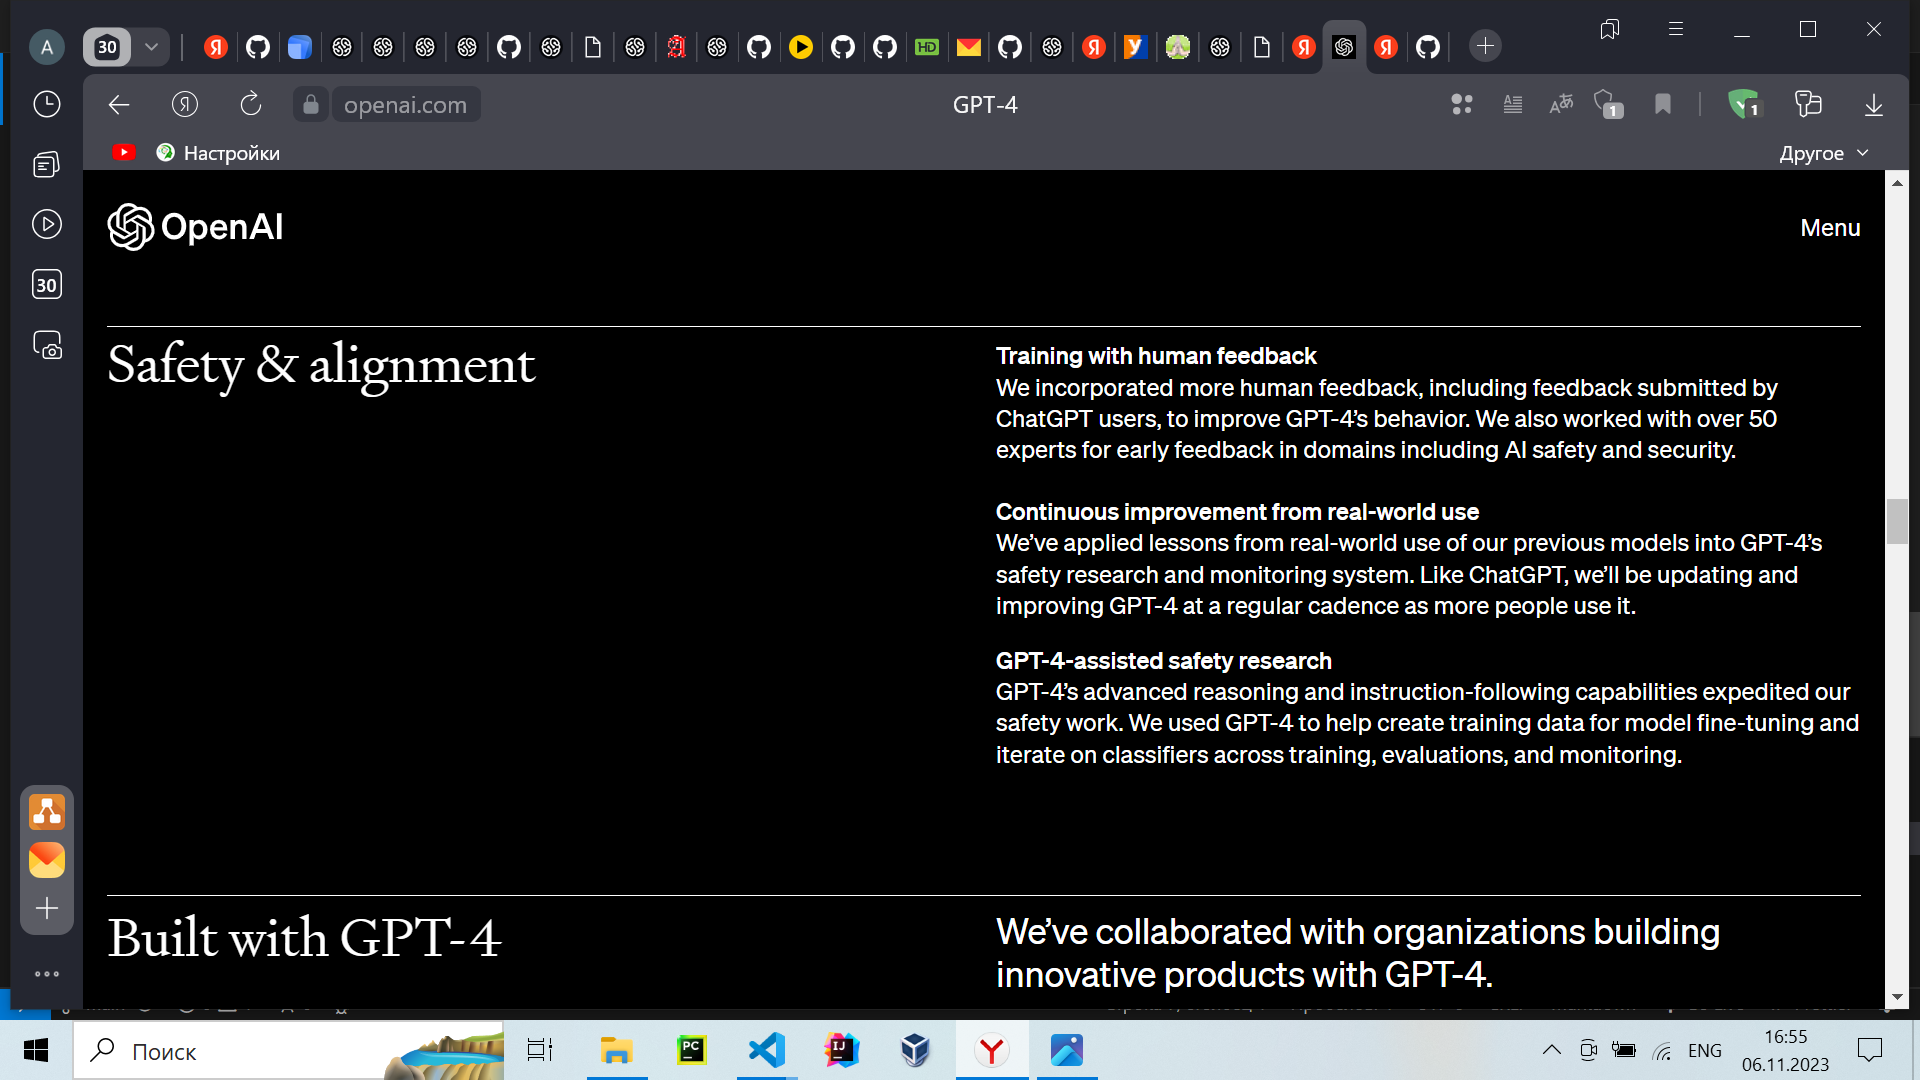 A
30
openai.com
GPT-4
1
1
Настройки
Другое
OpenAI
Menu
30
Safety & alignment
Training with human feedback
We incorporated more human feedback, including feedback submitted by
ChatGPT users, to improve GPT-4’s behavior. We also worked with over 50
experts for early feedback in domains including AI safety and security.
Continuous improvement from real-world use
We’ve applied lessons from real-world use of our previous models into GPT-4’s
safety research and monitoring system. Like ChatGPT, we’ll be updating and
improving GPT-4 at a regular cadence as more people use it.
GPT-4-assisted safety research
GPT-4’s advanced reasoning and instruction-following capabilities expedited our
safety work. We used GPT-4 to help create training data for model fine-tuning and
iterate on classifiers across training, evaluations, and monitoring.
Built with GPT-4
We’ve collaborated with organizations building
innovative products with GPT-4.
Поиск
ENG
16:55
06.11.2023